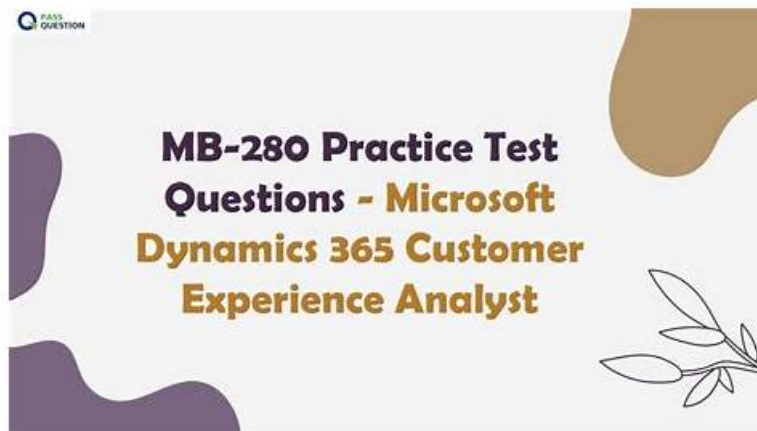 PASS
QUESTION
MB-280 Practice Test
Questions - Microsoft
Dynamics 365 Customer
Experience Analyst